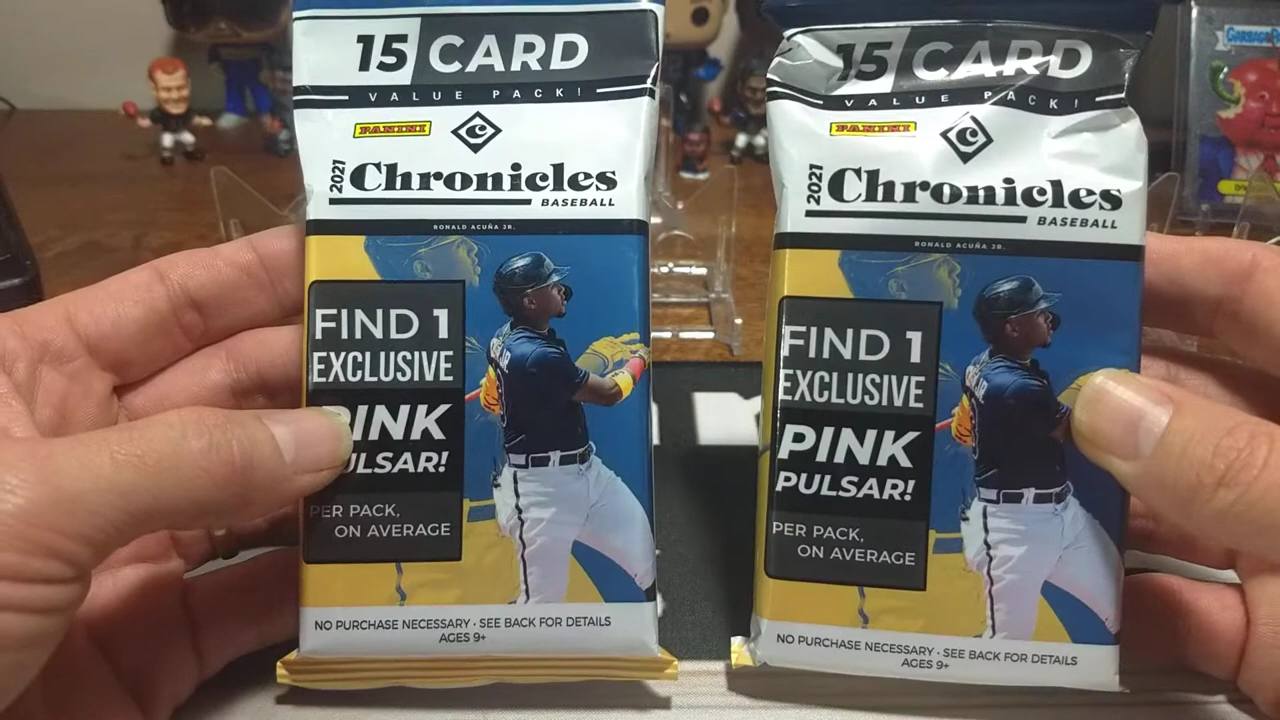 15 CARD
VALUE PACK!
PANINI
2021
Chronicles
BASEBALL
RONALD ACUÑA JR.
FIND 1
EXCLUSIVE
PINK
PULSAR!
PER PACK,
ON AVERAGE
NO PURCHASE NECESSARY · SEE BACK FOR DETAILS
AGES 9+
15 CARD
VALUE PACK!
PANINI
2021
Chronicles
BASEBALL
RONALD ACUÑA JR.
FIND 1
EXCLUSIVE
PINK
PULSAR!
PER PACK,
ON AVERAGE
NO PURCHASE NECESSARY · SEE BACK FOR DETAILS
AGES 9+